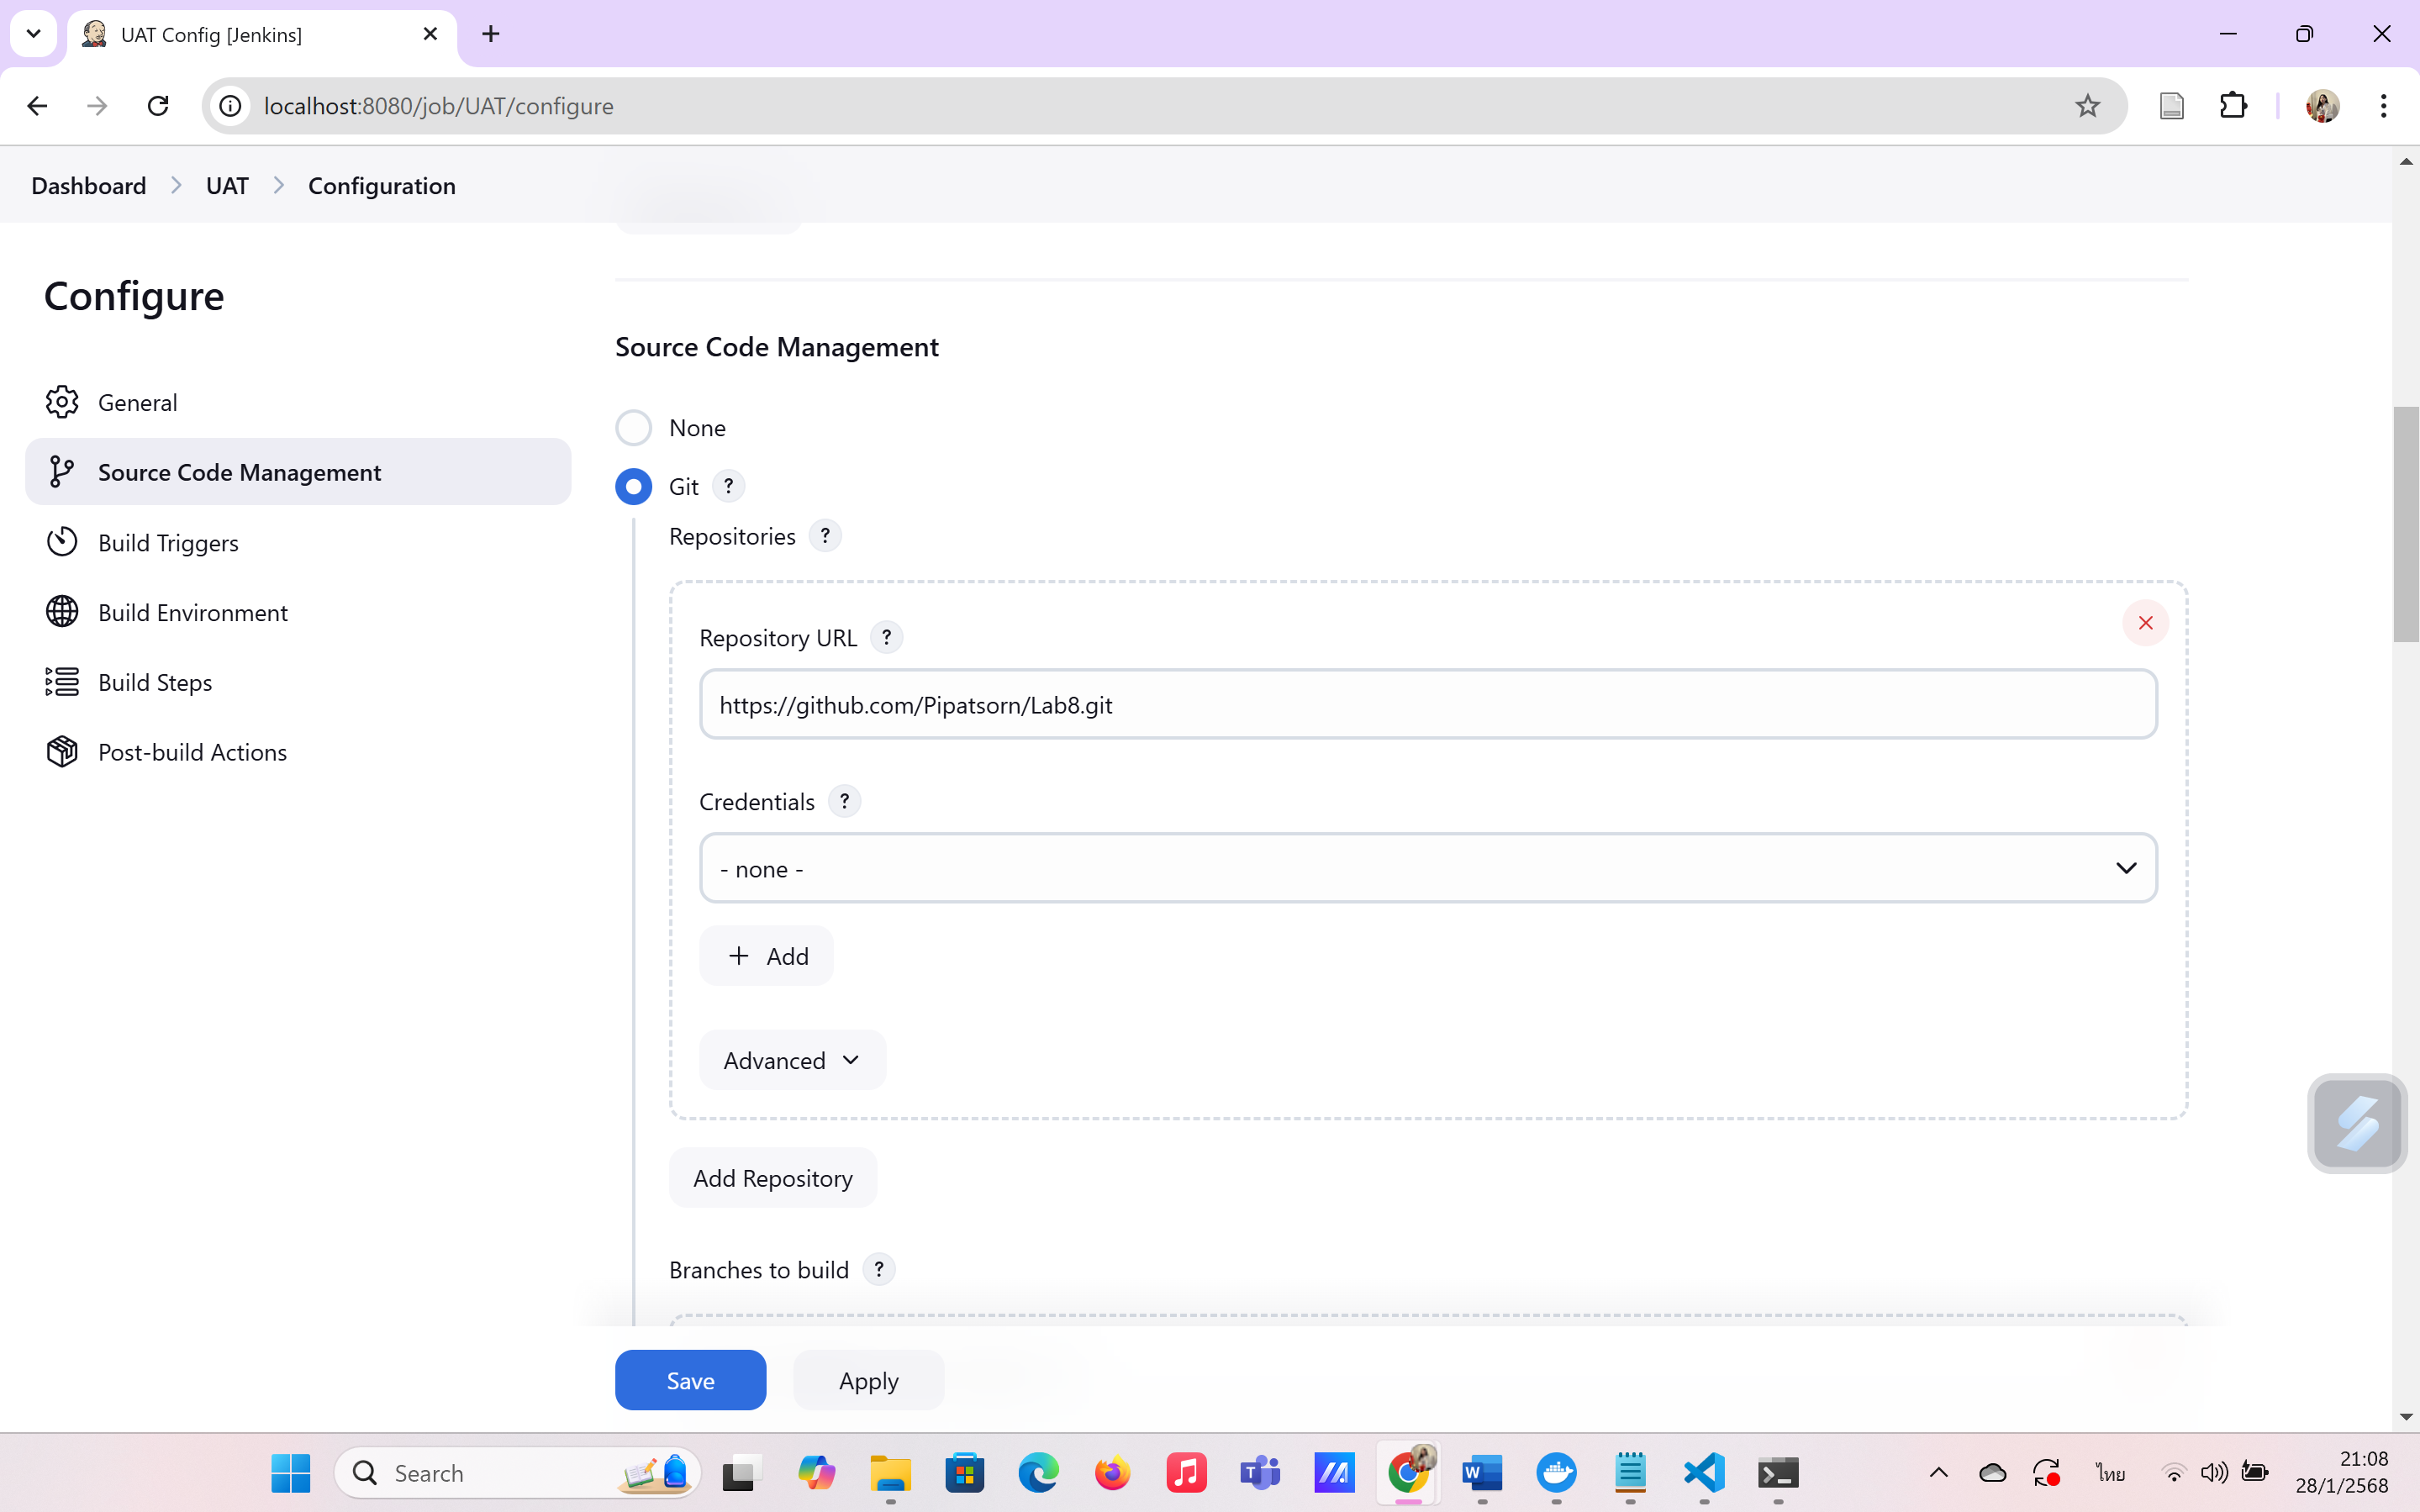 UAT Config [Jenkins]
localhost:8080/job/UAT/configure
Dashboard
UAT
Configuration
Configure
General
Source Code Management
Build Triggers
Build Environment
Build Steps
Post-build Actions
Source Code Management
None
Git ?
Repositories ?
Repository URL ?
https://github.com/Pipatsorn/Lab8.git
Credentials ?
- none -
Add
Advanced
Add Repository
Branches to build ?
Save
Apply
Search
ไทย
21:08
28/1/2568